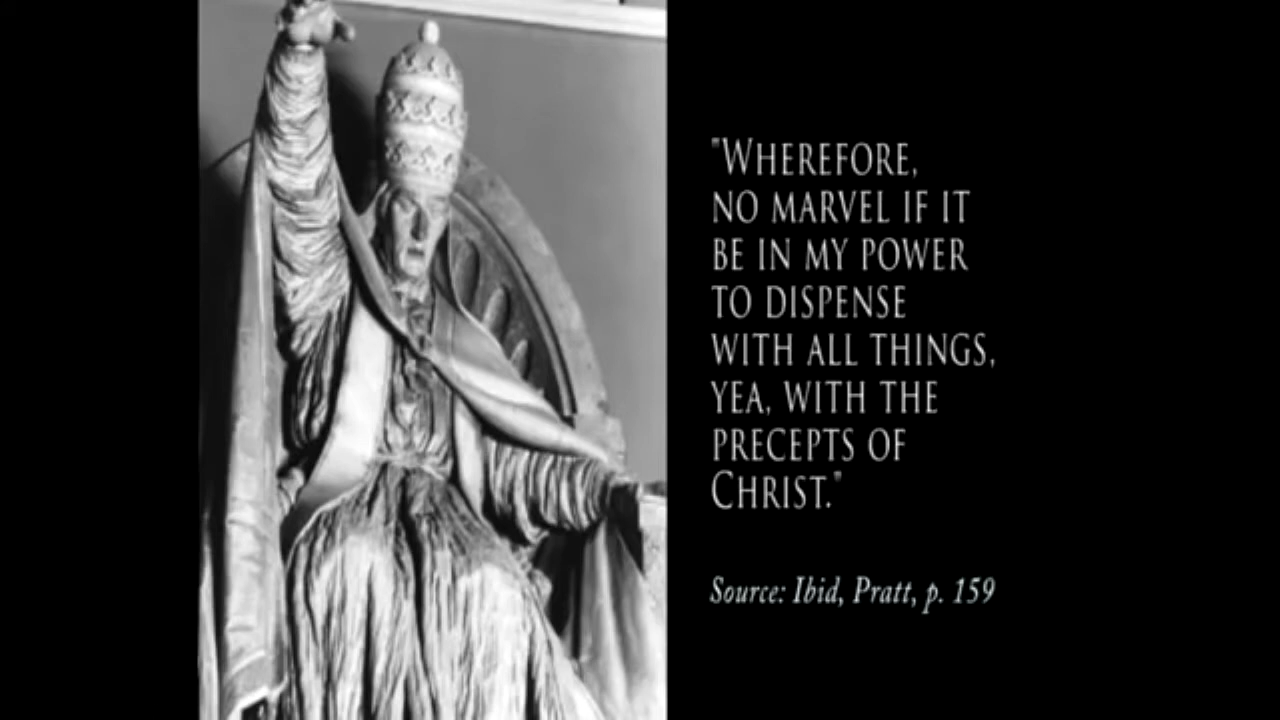 "WHEREFORE,
NO MARVEL IF IT
BE IN MY POWER
TO DISPENSE
WITH ALL THINGS,
YEA, WITH THE
PRECEPTS OF
CHRIST."
Source: Ibid, Pratt, p. 159